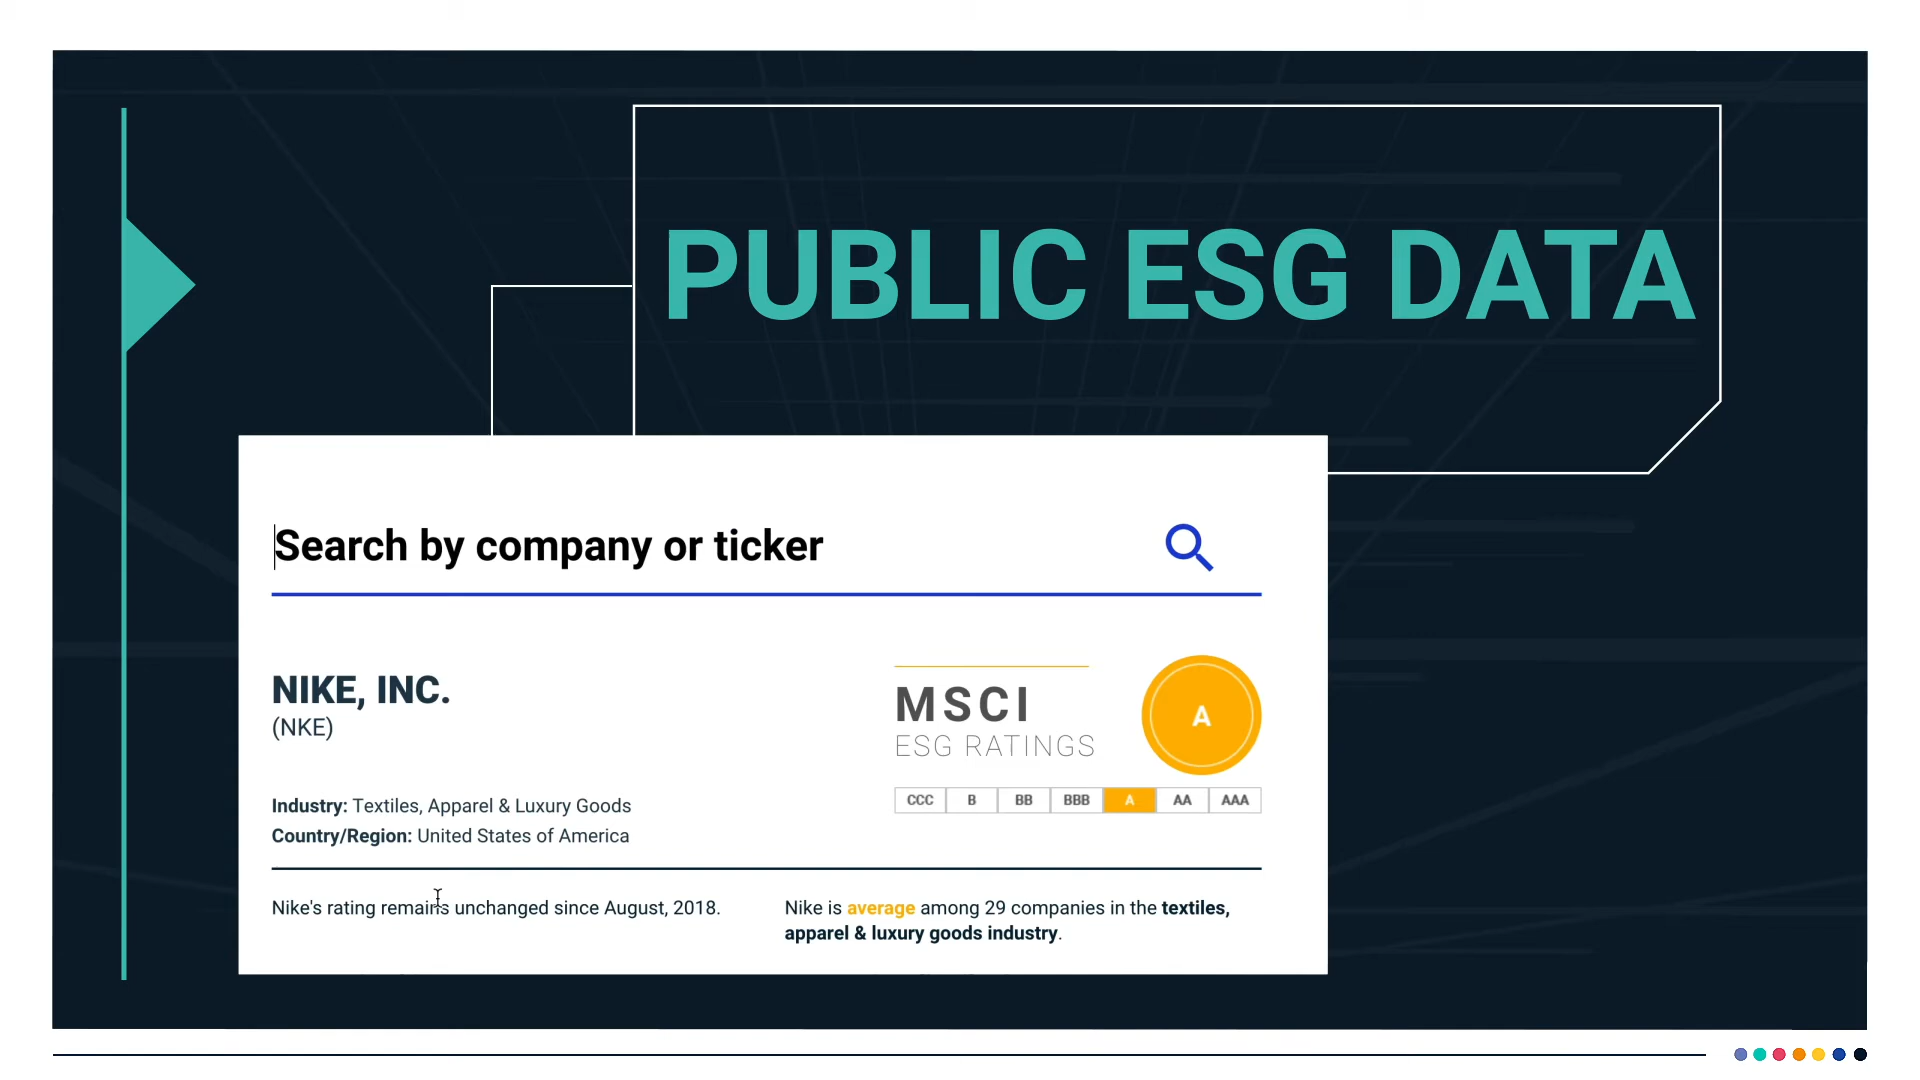 PUBLIC ESG DATA
Search by company or ticker
NIKE, INC.
(NKE)
MSCI
ESG RATINGS
A
CCC B BB BBB A AA AAA
Industry: Textiles, Apparel & Luxury Goods
Country/Region: United States of America
Nike's rating remains unchanged since August, 2018.
Nike is average among 29 companies in the textiles,
apparel & luxury goods industry.